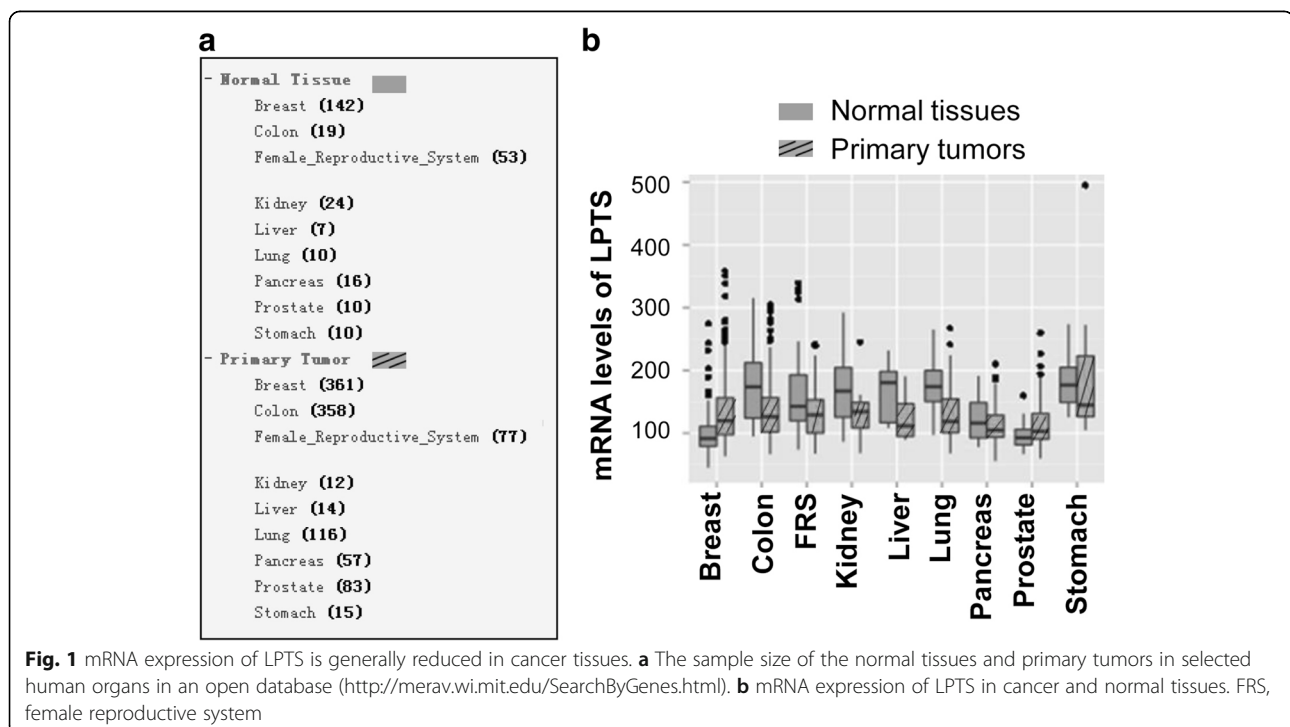 a
- Normal Tissue
Breast (142)
Colon (19)
Female_Reproductive_System (53)
Kidney (24)
Liver (7)
Lung (10)
Pancreas (16)
Prostate (10)
Stomach (10)
- Primary Tumor
Breast (361)
Colon (358)
Female_Reproductive_System (77)
Kidney (12)
Liver (14)
Lung (116)
Pancreas (57)
Prostate (83)
Stomach (15)
b
Normal tissues
Primary tumors
mRNA levels of LPTS
500
400
300
200
100
Breast
Colon
FRS
Kidney
Liver
Lung
Pancreas
Prostate
Stomach
Fig. 1 mRNA expression of LPTS is generally reduced in cancer tissues. a The sample size of the normal tissues and primary tumors in selected
human organs in an open database (http://merav.wi.mit.edu/SearchByGenes.html). b mRNA expression of LPTS in cancer and normal tissues. FRS,
female reproductive system